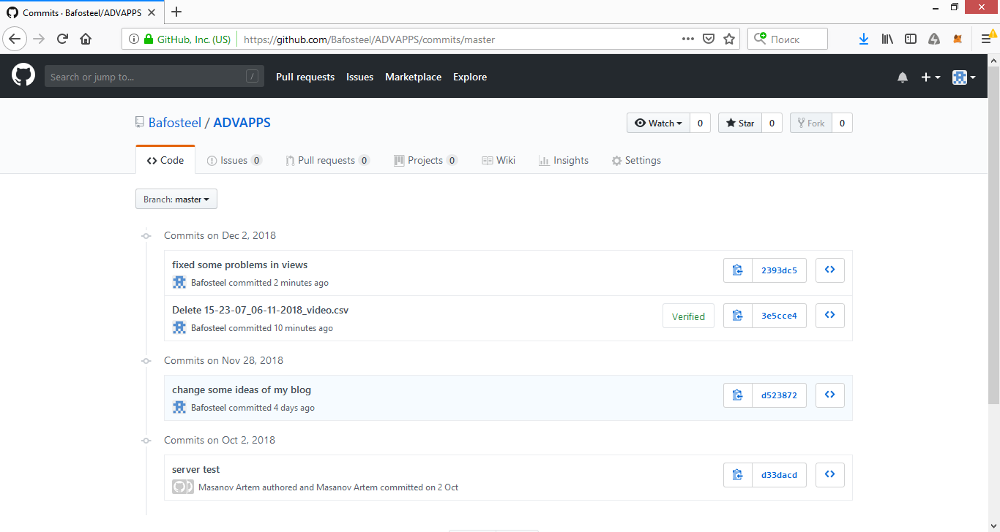 Commits · Bafosteel/ADVAPPS
GitHub, Inc. (US) https://github.com/Bafosteel/ADVAPPS/commits/master Поиск
Search or jump to... / Pull requests Issues Marketplace Explore
Bafosteel / ADVAPPS Watch 0 Star 0 Fork 0
Code Issues 0 Pull requests 0 Projects 0 Wiki Insights Settings
Branch: master
Commits on Dec 2, 2018
fixed some problems in views
Bafosteel committed 2 minutes ago 2393dc5
Delete 15-23-07_06-11-2018_video.csv
Bafosteel committed 10 minutes ago Verified 3e5cce4
Commits on Nov 28, 2018
change some ideas of my blog
Bafosteel committed 4 days ago d523872
Commits on Oct 2, 2018
server test
Masanov Artem authored and Masanov Artem committed on 2 Oct d33dacd